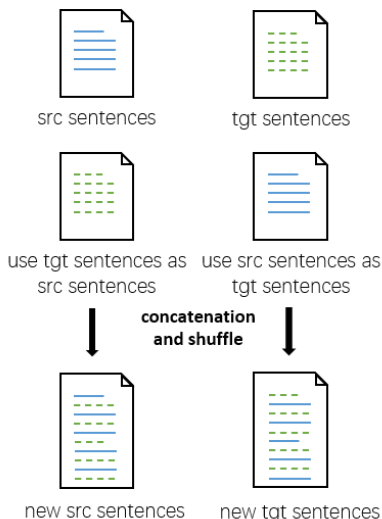 src sentences
tgt sentences
use tgt sentences as
src sentences
use src sentences as
tgt sentences
concatenation
and shuffle
new src sentences
new tgt sentences